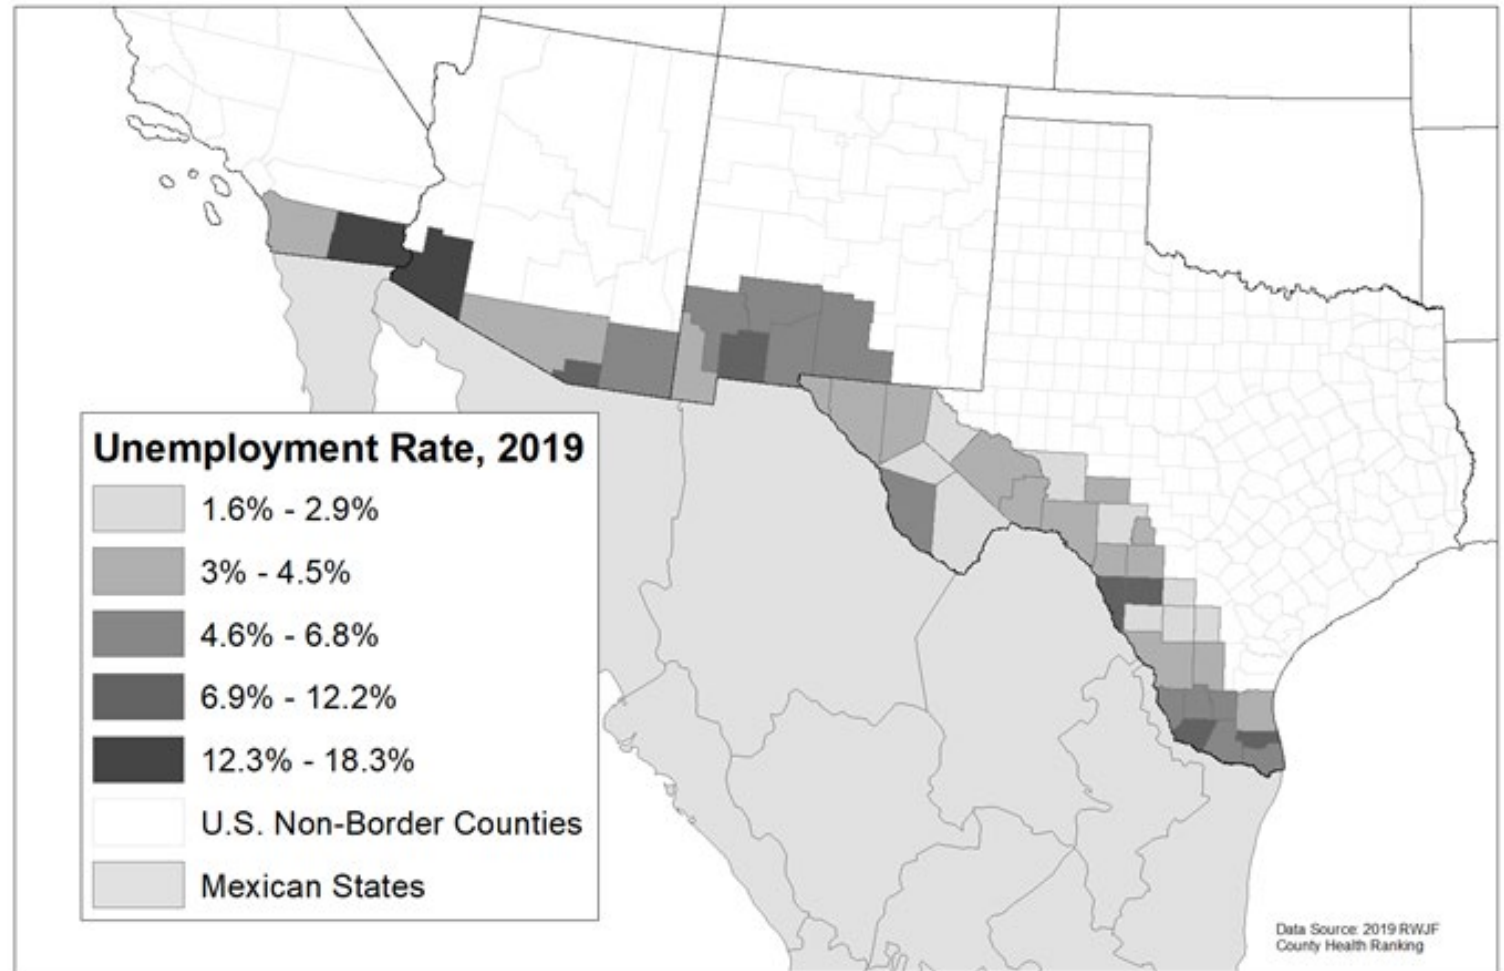 Unemployment Rate, 2019
1.6% - 2.9%
3% - 4.5%
4.6% - 6.8%
6.9% - 12.2%
12.3% - 18.3%
U.S. Non-Border Counties
Mexican States
Data Source: 2019 RWJF
County Health Ranking